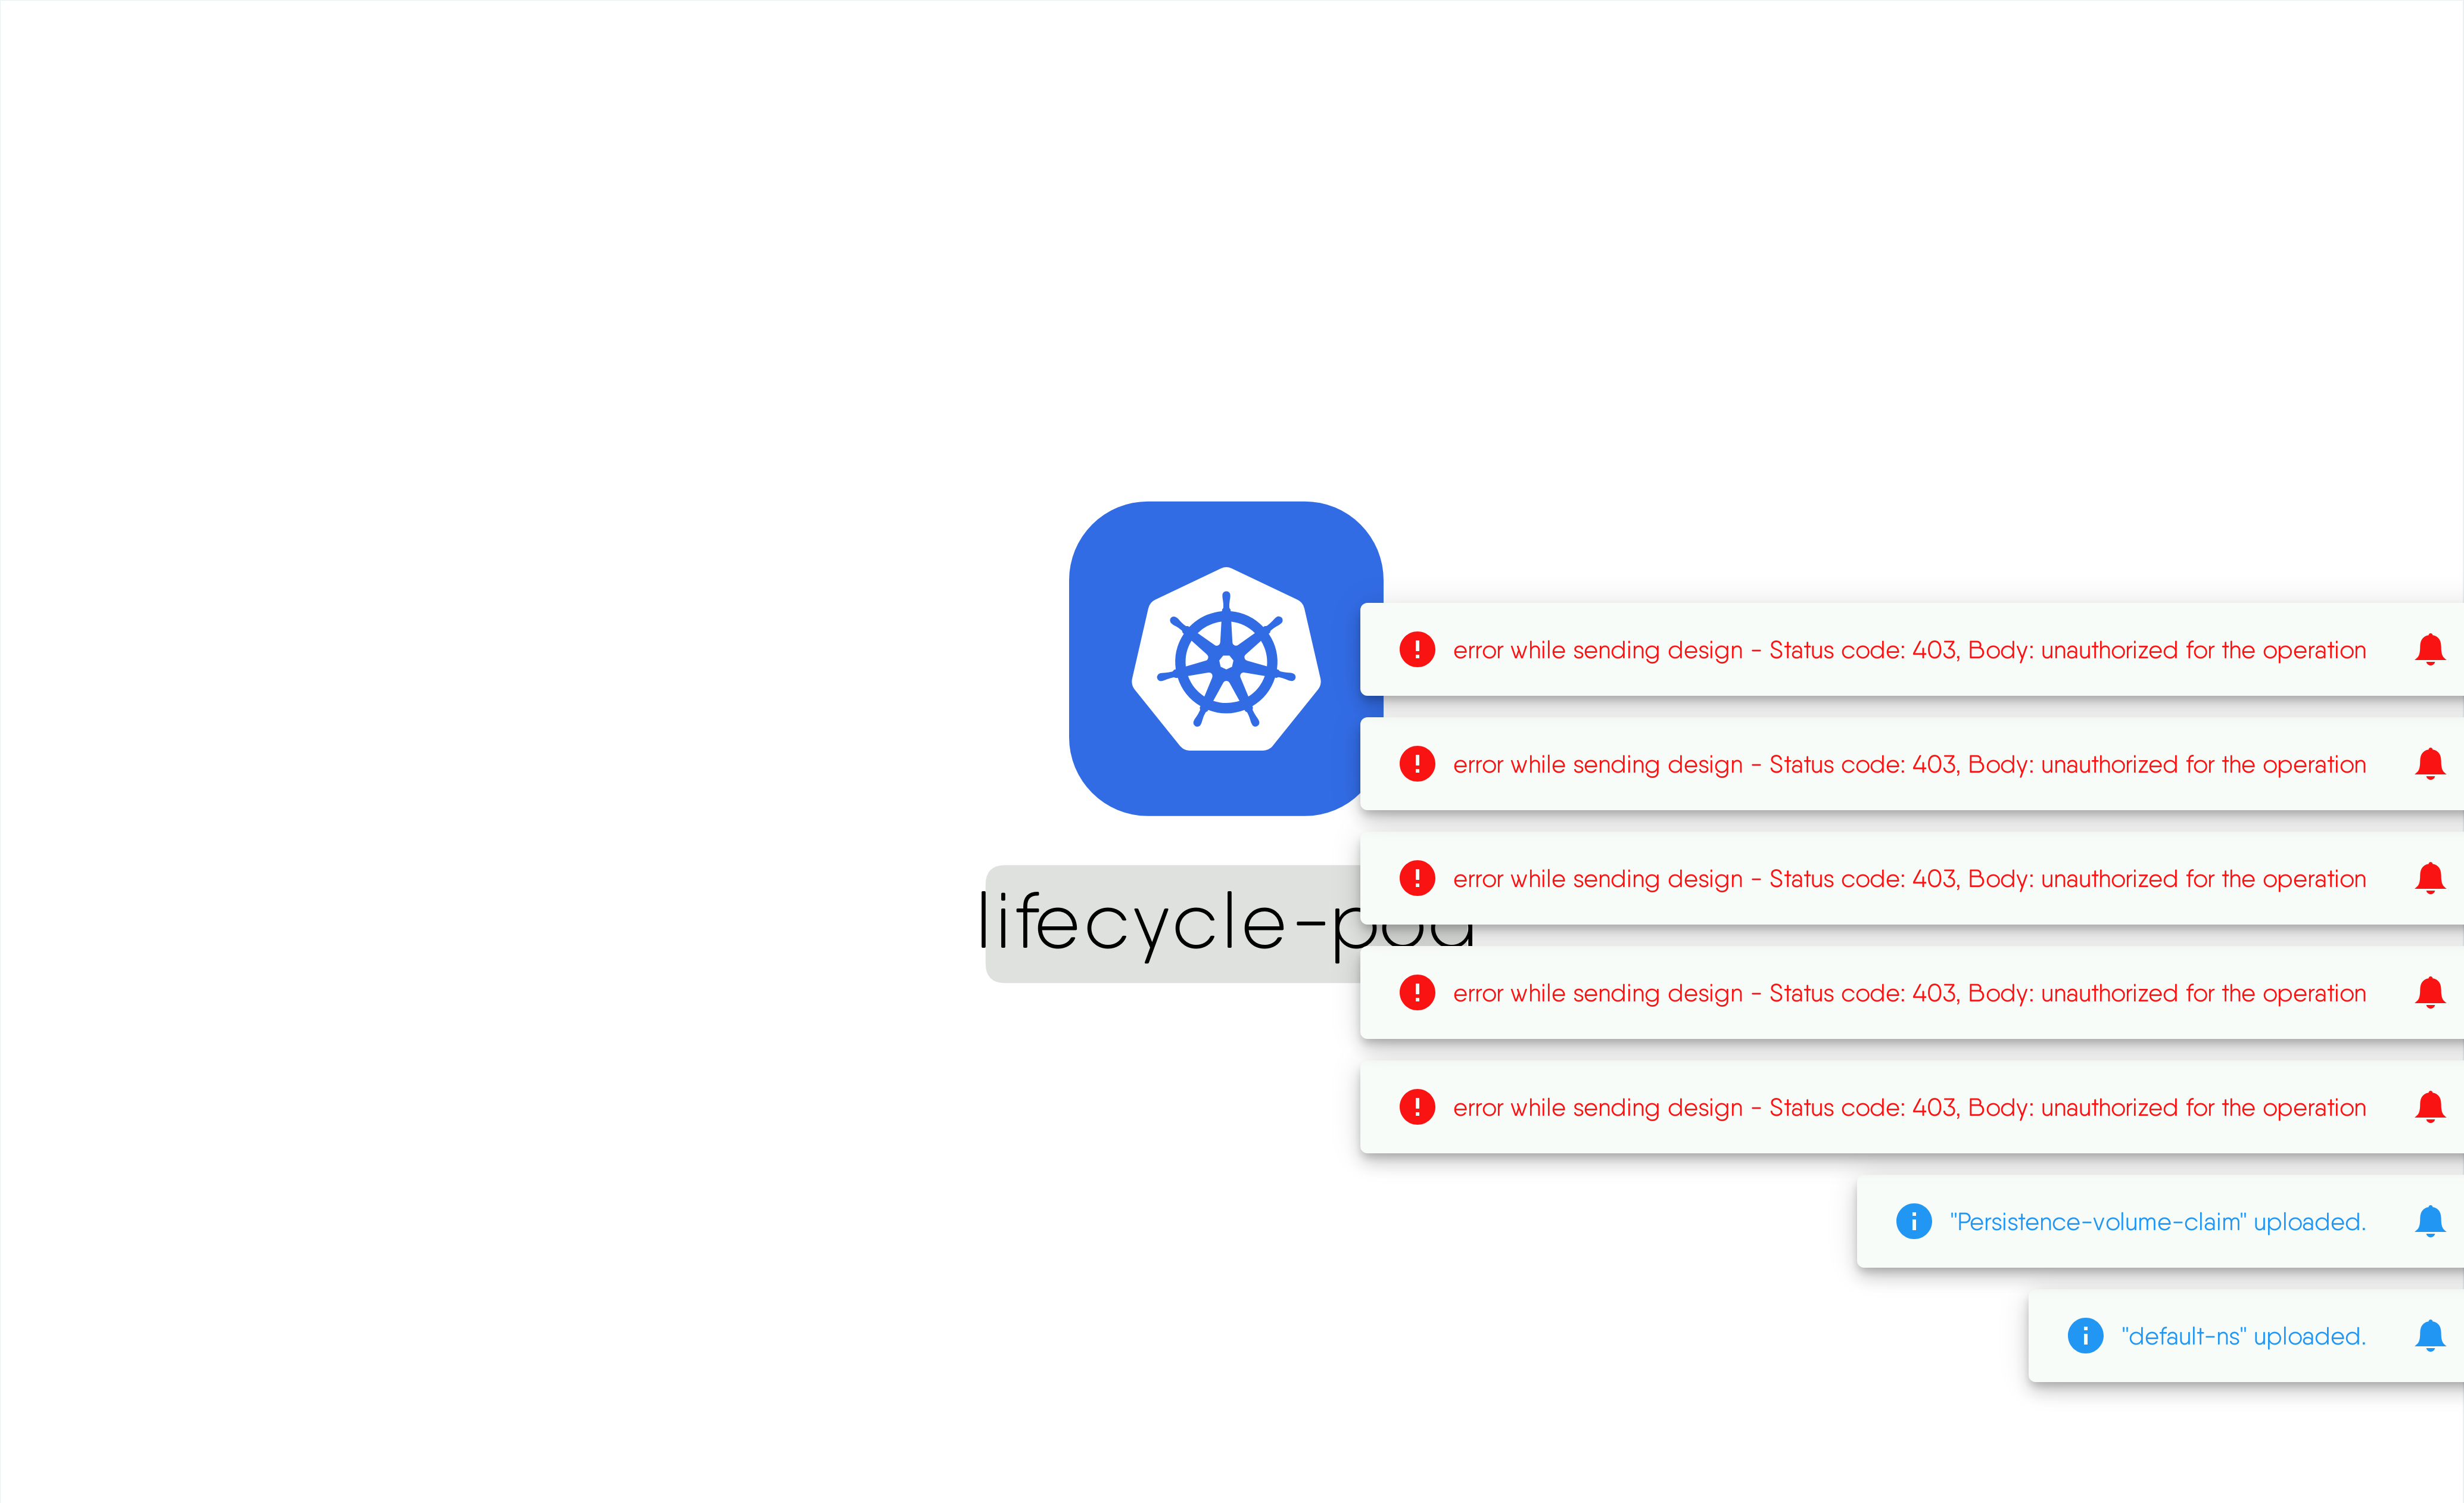 error while sending design - Status code: 403, Body: unauthorized for the operation
error while sending design - Status code: 403, Body: unauthorized for the operation
error while sending design - Status code: 403, Body: unauthorized for the operation
lifecycle-pod
error while sending design - Status code: 403, Body: unauthorized for the operation
error while sending design - Status code: 403, Body: unauthorized for the operation
"Persistence-volume-claim" uploaded.
"default-ns" uploaded.